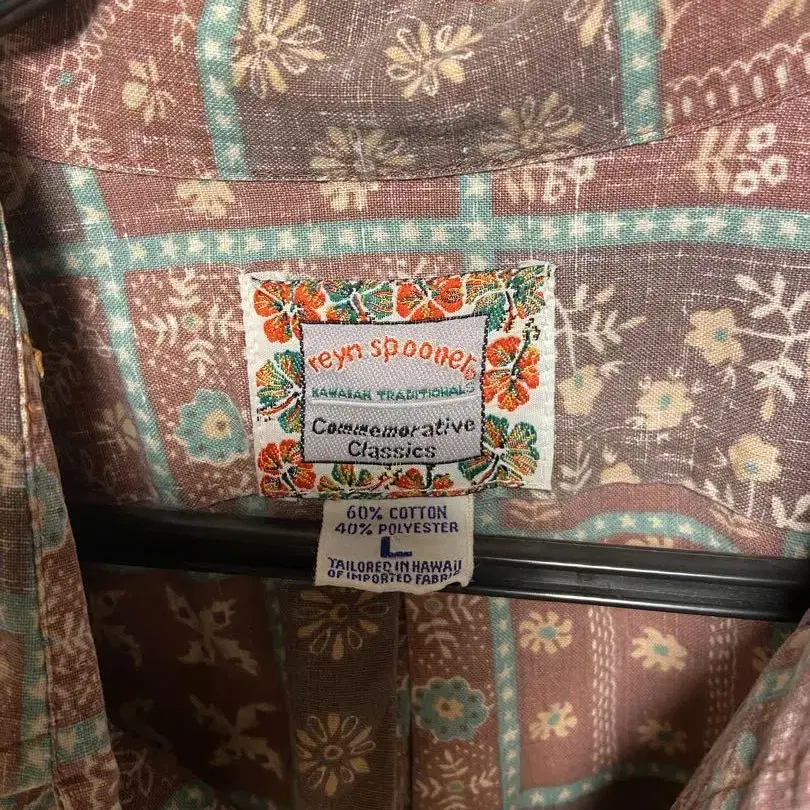 reyn spooner®
HAWAIIAN TRADITIONALS®
Commemorative
Classics
60% COTTON
40% POLYESTER
L
TAILORED IN HAWAII
OF IMPORTED FABRIC